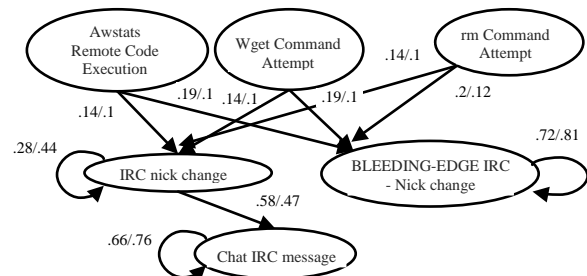 Awstats
Remote Code
Execution
Wget Command
Attempt
rm Command
Attempt
.14/.1
.19/.1
.14/.1
.19/.1
.14/.1
.2/.12
.28/.44
.72/.81
IRC nick change
BLEEDING-EDGE IRC
- Nick change
.58/.47
.66/.76
Chat IRC message